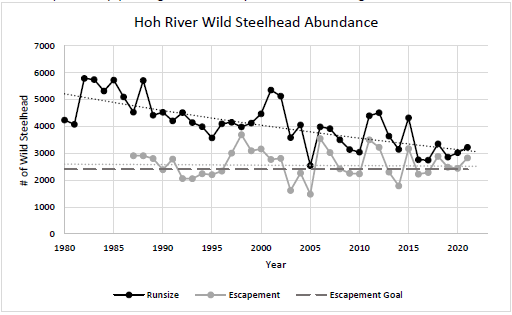 Hoh River Wild Steelhead Abundance
7000
6000
5000
4000
3000
2000
1000
0
# of Wild Steelhead
1980 1985 1990 1995 2000 2005 2010 2015 2020
Year
Runsize Escapement Escapement Goal